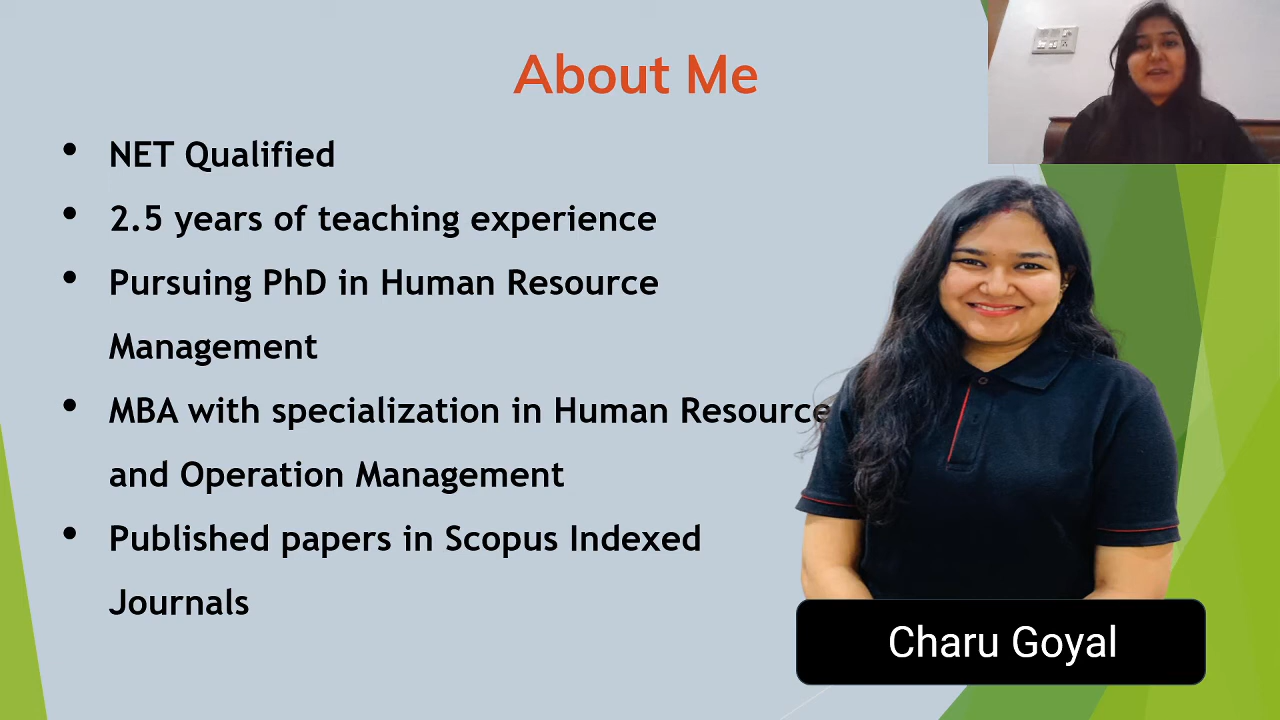 About Me
• NET Qualified
• 2.5 years of teaching experience
• Pursuing PhD in Human Resource
Management
• MBA with specialization in Human Resource
and Operation Management
• Published papers in Scopus Indexed
Journals
Charu Goyal